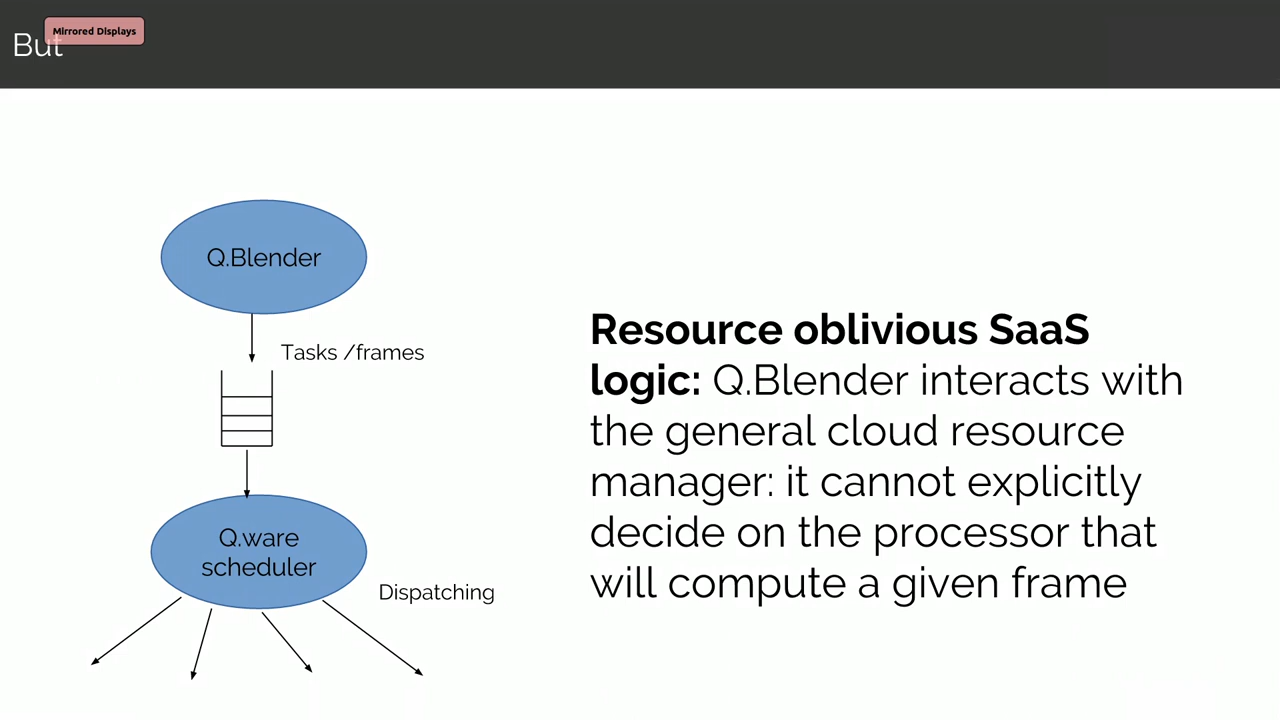 But
Mirrored Displays
Q.Blender
Tasks /frames
Q.ware
scheduler
Dispatching
Resource oblivious SaaS
logic: Q.Blender interacts with
the general cloud resource
manager: it cannot explicitly
decide on the processor that
will compute a given frame